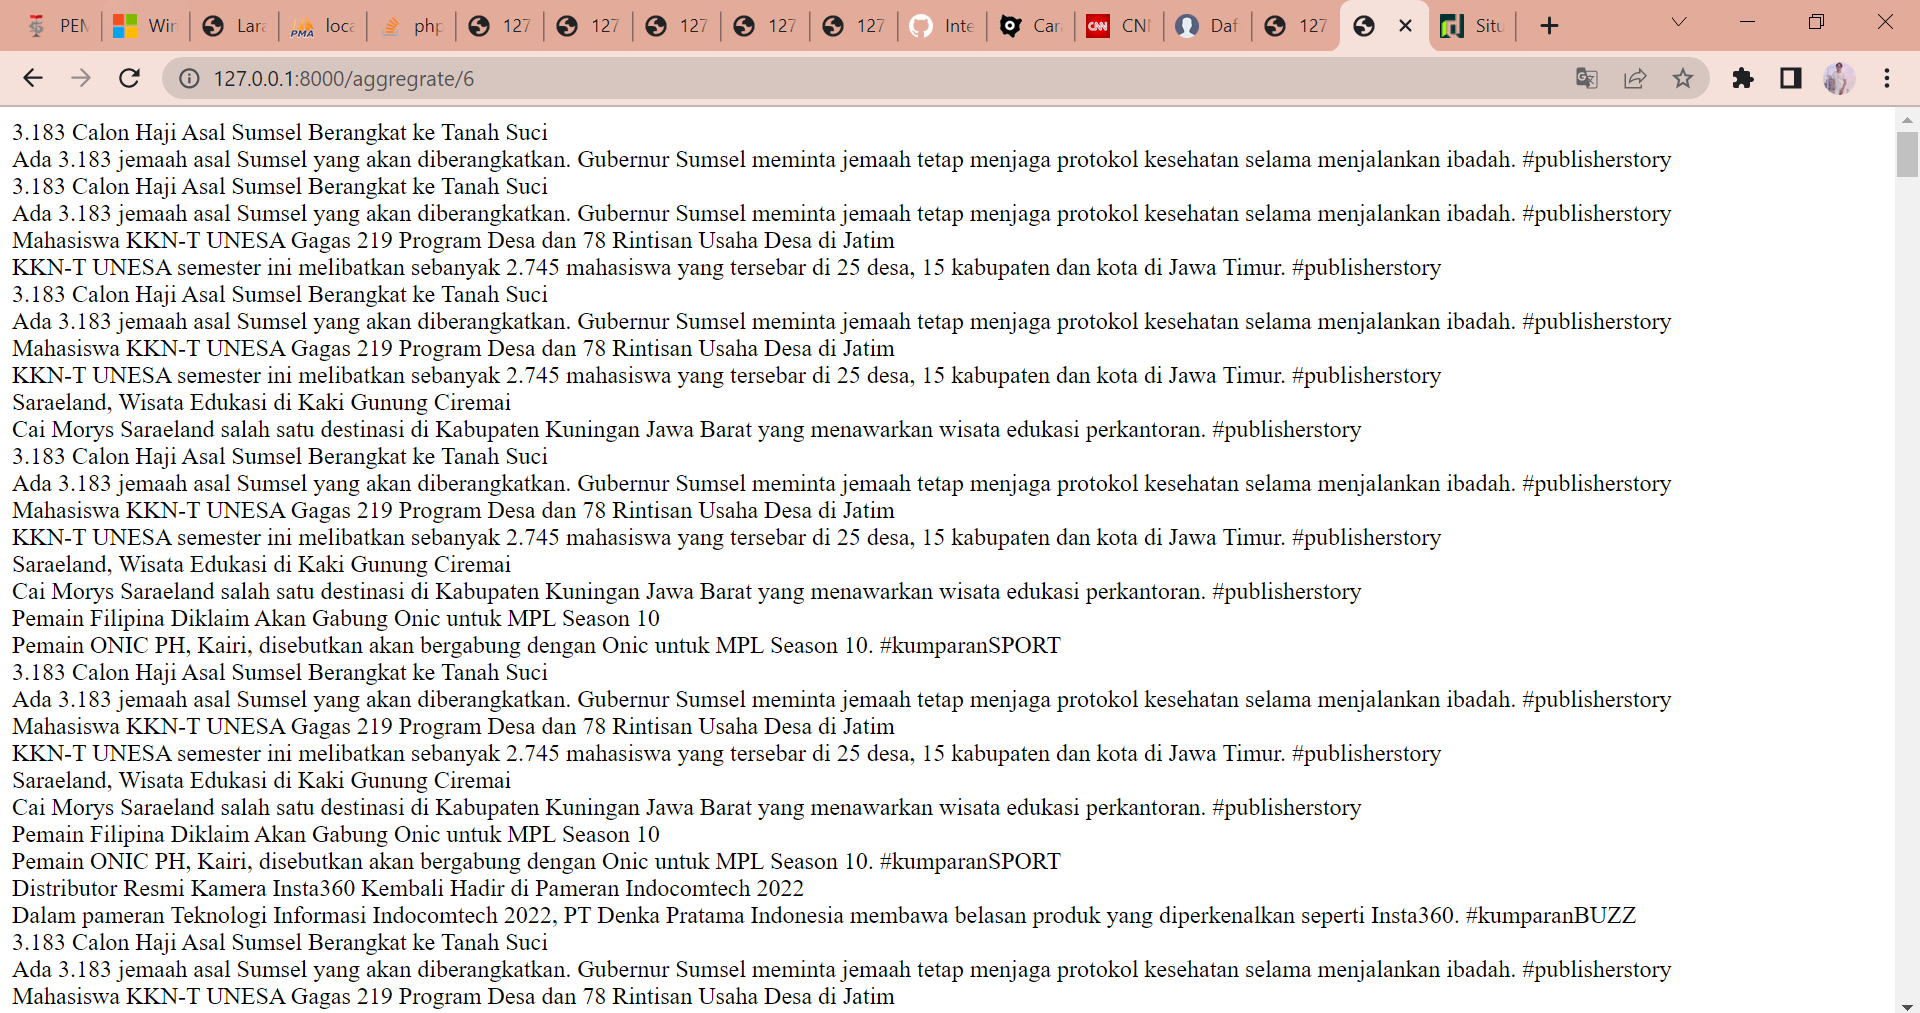 PEM
Win
Lara
PMA loca
php
127
127
127
127
127
Inte
Car
CNN CNN
Daf
127
Situ
127.0.0.1:8000/aggregrate/6
3.183 Calon Haji Asal Sumsel Berangkat ke Tanah Suci
Ada 3.183 jemaah asal Sumsel yang akan diberangkatkan. Gubernur Sumsel meminta jemaah tetap menjaga protokol kesehatan selama menjalankan ibadah. #publisherstory
3.183 Calon Haji Asal Sumsel Berangkat ke Tanah Suci
Ada 3.183 jemaah asal Sumsel yang akan diberangkatkan. Gubernur Sumsel meminta jemaah tetap menjaga protokol kesehatan selama menjalankan ibadah. #publisherstory
Mahasiswa KKN-T UNESA Gagas 219 Program Desa dan 78 Rintisan Usaha Desa di Jatim
KKN-T UNESA semester ini melibatkan sebanyak 2.745 mahasiswa yang tersebar di 25 desa, 15 kabupaten dan kota di Jawa Timur. #publisherstory
3.183 Calon Haji Asal Sumsel Berangkat ke Tanah Suci
Ada 3.183 jemaah asal Sumsel yang akan diberangkatkan. Gubernur Sumsel meminta jemaah tetap menjaga protokol kesehatan selama menjalankan ibadah. #publisherstory
Mahasiswa KKN-T UNESA Gagas 219 Program Desa dan 78 Rintisan Usaha Desa di Jatim
KKN-T UNESA semester ini melibatkan sebanyak 2.745 mahasiswa yang tersebar di 25 desa, 15 kabupaten dan kota di Jawa Timur. #publisherstory
Saraeland, Wisata Edukasi di Kaki Gunung Ciremai
Cai Morys Saraeland salah satu destinasi di Kabupaten Kuningan Jawa Barat yang menawarkan wisata edukasi perkantoran. #publisherstory
3.183 Calon Haji Asal Sumsel Berangkat ke Tanah Suci
Ada 3.183 jemaah asal Sumsel yang akan diberangkatkan. Gubernur Sumsel meminta jemaah tetap menjaga protokol kesehatan selama menjalankan ibadah. #publisherstory
Mahasiswa KKN-T UNESA Gagas 219 Program Desa dan 78 Rintisan Usaha Desa di Jatim
KKN-T UNESA semester ini melibatkan sebanyak 2.745 mahasiswa yang tersebar di 25 desa, 15 kabupaten dan kota di Jawa Timur. #publisherstory
Saraeland, Wisata Edukasi di Kaki Gunung Ciremai
Cai Morys Saraeland salah satu destinasi di Kabupaten Kuningan Jawa Barat yang menawarkan wisata edukasi perkantoran. #publisherstory
Pemain Filipina Diklaim Akan Gabung Onic untuk MPL Season 10
Pemain ONIC PH, Kairi, disebutkan akan bergabung dengan Onic untuk MPL Season 10. #kumparanSPORT
3.183 Calon Haji Asal Sumsel Berangkat ke Tanah Suci
Ada 3.183 jemaah asal Sumsel yang akan diberangkatkan. Gubernur Sumsel meminta jemaah tetap menjaga protokol kesehatan selama menjalankan ibadah. #publisherstory
Mahasiswa KKN-T UNESA Gagas 219 Program Desa dan 78 Rintisan Usaha Desa di Jatim
KKN-T UNESA semester ini melibatkan sebanyak 2.745 mahasiswa yang tersebar di 25 desa, 15 kabupaten dan kota di Jawa Timur. #publisherstory
Saraeland, Wisata Edukasi di Kaki Gunung Ciremai
Cai Morys Saraeland salah satu destinasi di Kabupaten Kuningan Jawa Barat yang menawarkan wisata edukasi perkantoran. #publisherstory
Pemain Filipina Diklaim Akan Gabung Onic untuk MPL Season 10
Pemain ONIC PH, Kairi, disebutkan akan bergabung dengan Onic untuk MPL Season 10. #kumparanSPORT
Distributor Resmi Kamera Insta360 Kembali Hadir di Pameran Indocomtech 2022
Dalam pameran Teknologi Informasi Indocomtech 2022, PT Denka Pratama Indonesia membawa belasan produk yang diperkenalkan seperti Insta360. #kumparanBUZZ
3.183 Calon Haji Asal Sumsel Berangkat ke Tanah Suci
Ada 3.183 jemaah asal Sumsel yang akan diberangkatkan. Gubernur Sumsel meminta jemaah tetap menjaga protokol kesehatan selama menjalankan ibadah. #publisherstory
Mahasiswa KKN-T UNESA Gagas 219 Program Desa dan 78 Rintisan Usaha Desa di Jatim